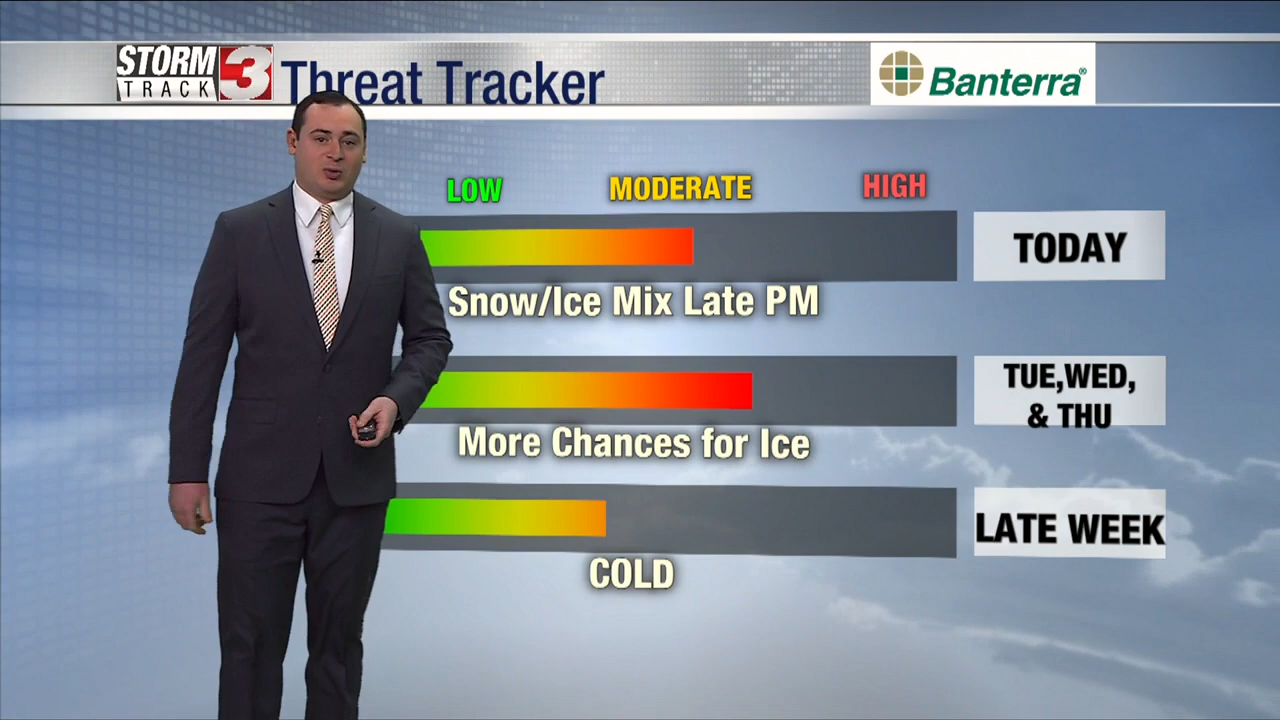 STORM
TRACK 3
Threat Tracker
Banterra®
LOW MODERATE HIGH
TODAY
Snow/Ice Mix Late PM
TUE,WED,
& THU
More Chances for Ice
LATE WEEK
COLD